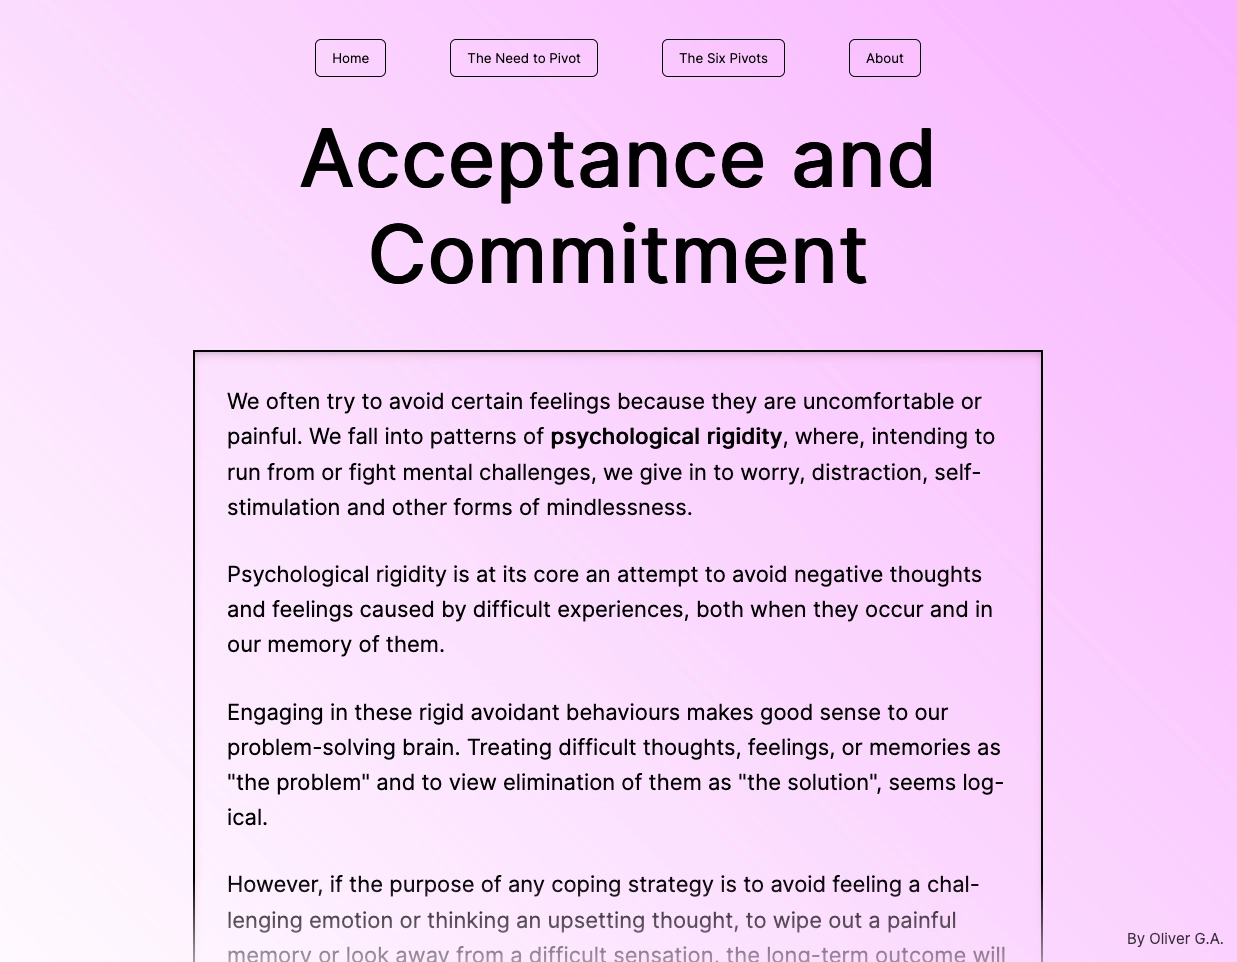 Home
The Need to Pivot
The Six Pivots
About
Acceptance and
Commitment
We often try to avoid certain feelings because they are uncomfortable or
painful. We fall into patterns of psychological rigidity, where, intending to
run from or fight mental challenges, we give in to worry, distraction, self-
stimulation and other forms of mindlessness.
Psychological rigidity is at its core an attempt to avoid negative thoughts
and feelings caused by difficult experiences, both when they occur and in
our memory of them.
Engaging in these rigid avoidant behaviours makes good sense to our
problem-solving brain. Treating difficult thoughts, feelings, or memories as
"the problem" and to view elimination of them as "the solution", seems log-
ical.
However, if the purpose of any coping strategy is to avoid feeling a chal-
lenging emotion or thinking an upsetting thought, to wipe out a painful
memory or look away from a difficult sensation, the long-term outcome will
By Oliver G.A.